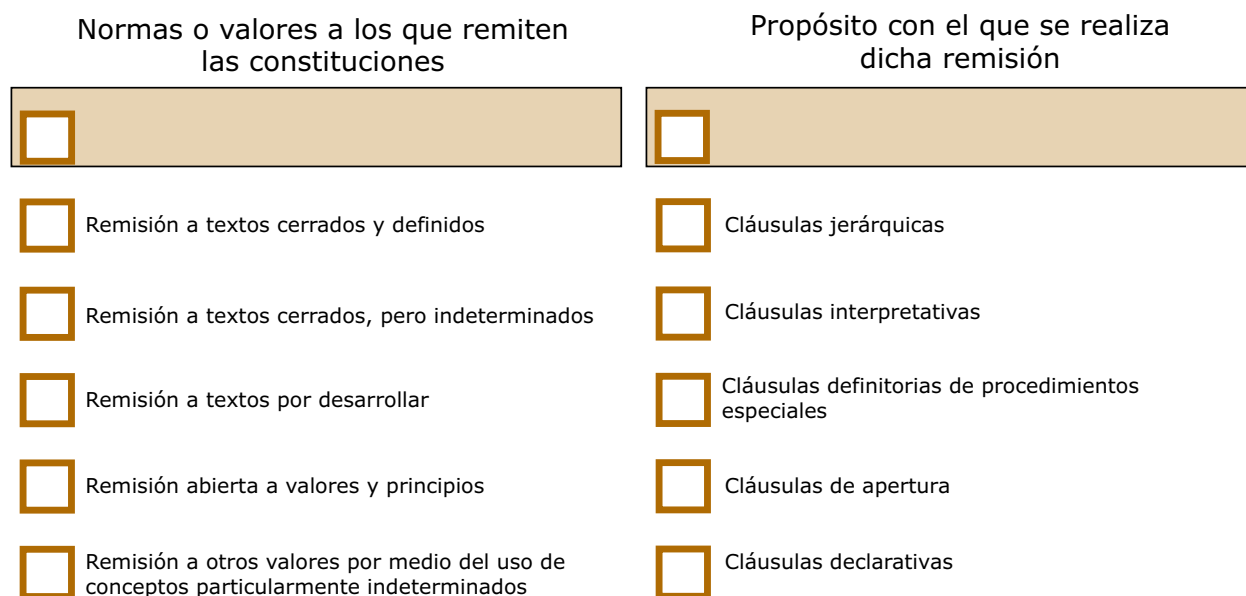 Normas o valores a los que remiten
las constituciones
Propósito con el que se realiza
dicha remisión
Remisión a textos cerrados y definidos
Remisión a textos cerrados, pero indeterminados
Remisión a textos por desarrollar
Remisión abierta a valores y principios
Remisión a otros valores por medio del uso de
conceptos particularmente indeterminados
Cláusulas jerárquicas
Cláusulas interpretativas
Cláusulas definitorias de procedimientos
especiales
Cláusulas de apertura
Cláusulas declarativas